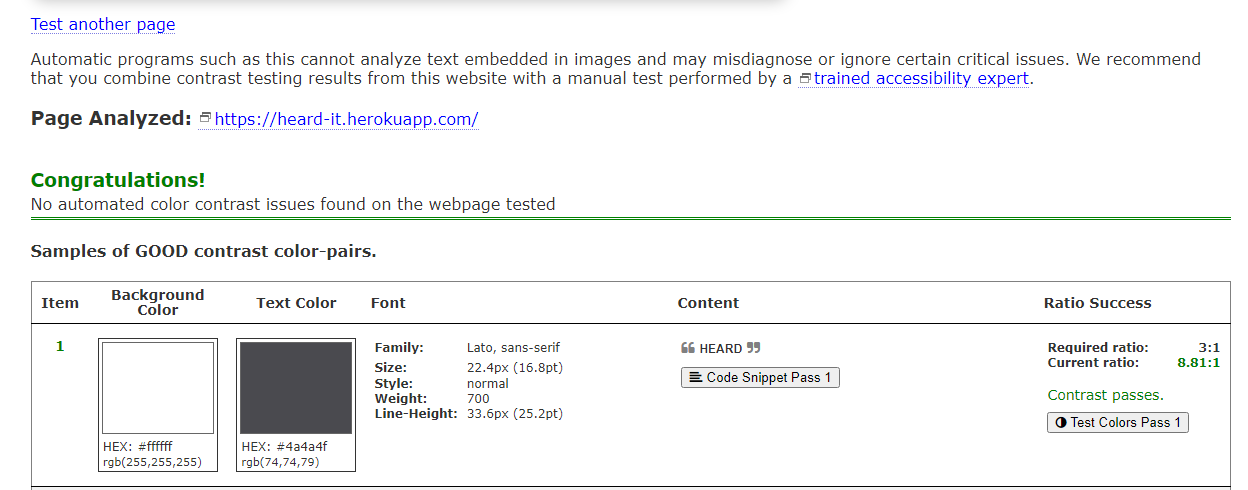 Test another page
Automatic programs such as this cannot analyze text embedded in images and may misdiagnose or ignore certain critical issues. We recommend
that you combine contrast testing results from this website with a manual test performed by a trained accessibility expert.
Page Analyzed: https://heard-it.herokuapp.com/
Congratulations!
No automated color contrast issues found on the webpage tested
Samples of GOOD contrast color-pairs.
Item Background Color Text Color Font Content Ratio Success
1
HEX: #ffffff
rgb(255,255,255)
HEX: #4a4a4f
rgb(74,74,79)
Family: Lato, sans-serif
Size: 22.4px (16.8pt)
Style: normal
Weight: 700
Line-Height: 33.6px (25.2pt)
❝ HEARD ❞
Code Snippet Pass 1
Required ratio: 3:1
Current ratio: 8.81:1
Contrast passes.
Test Colors Pass 1